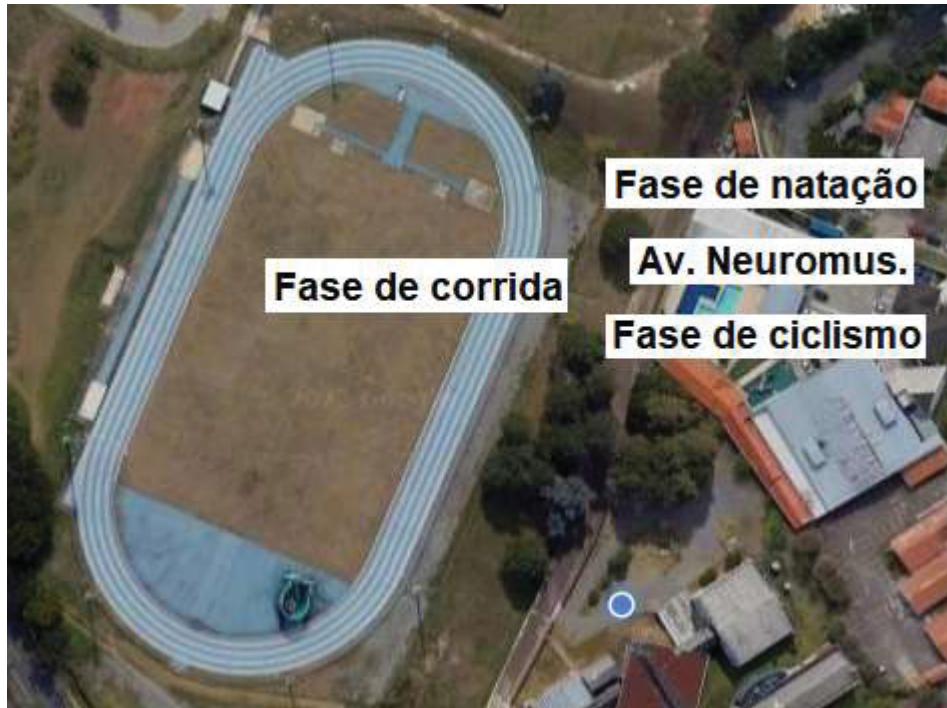 Fase de natação
Av. Neuromus.
Fase de corrida
Fase de ciclismo